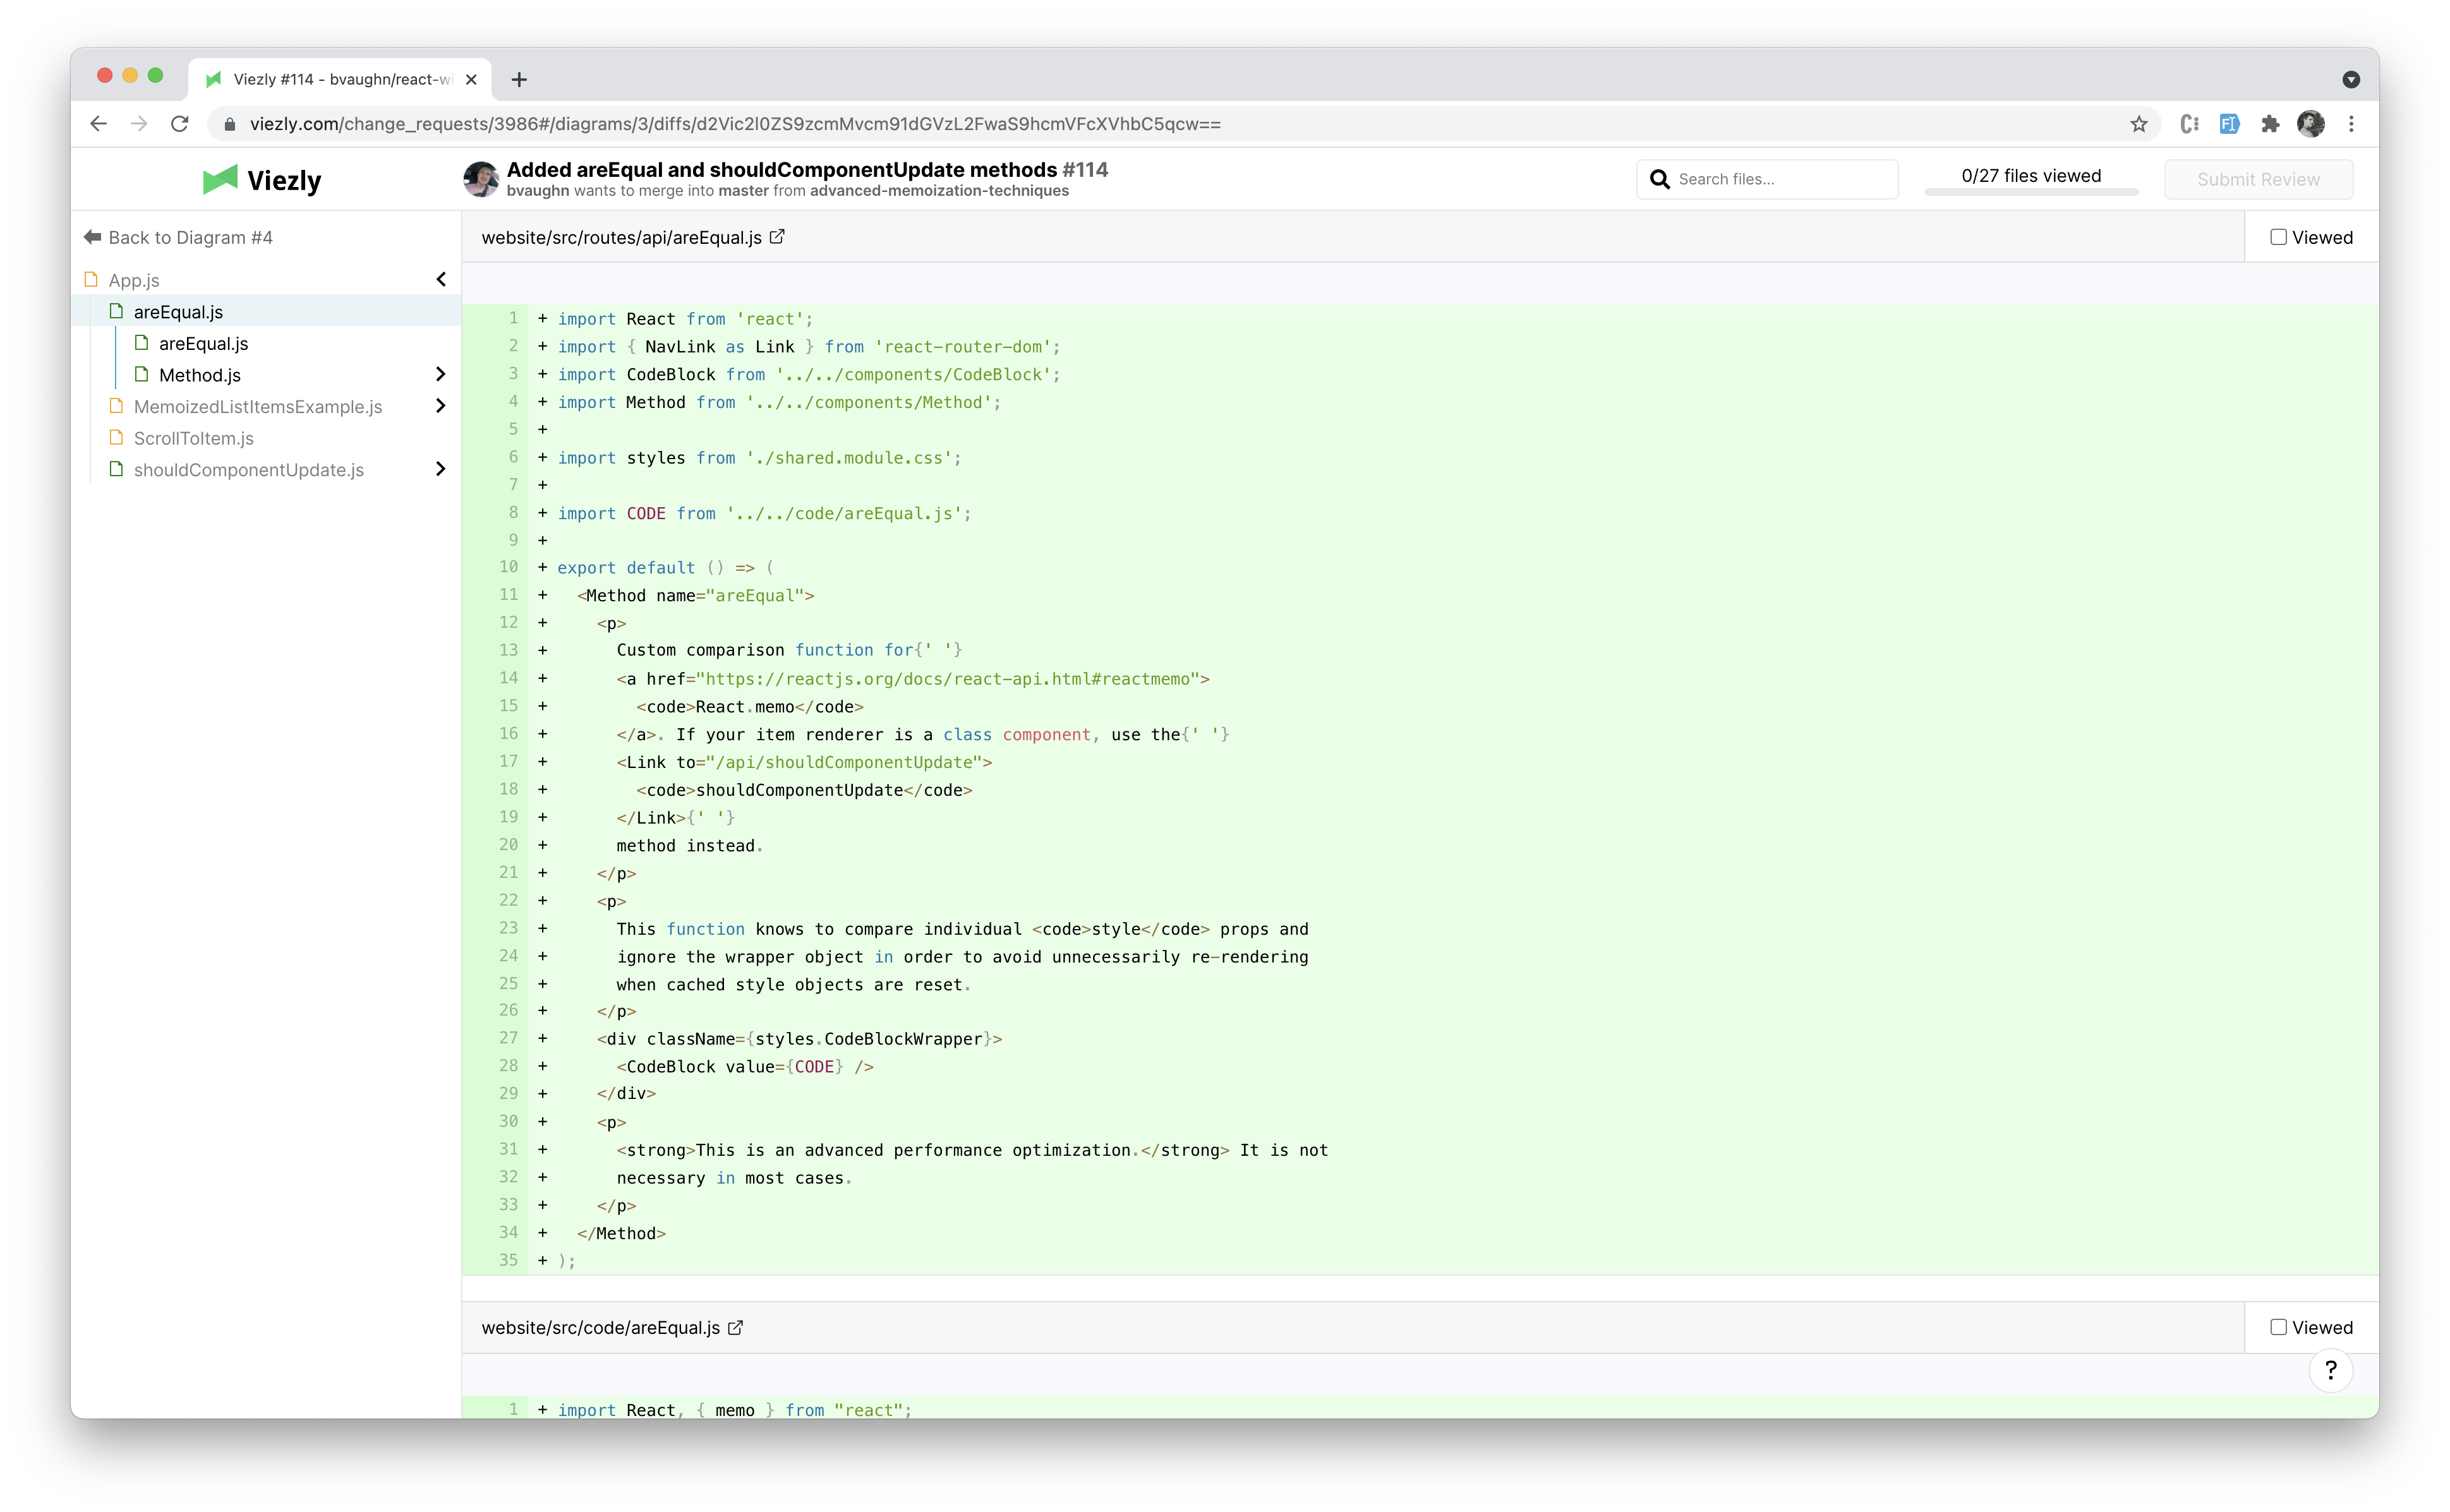 Viezly #114 - bvaughn/react-wi
viezly.com/change_requests/3986#/diagrams/3/diffs/d2Vic2l0ZS9zcmMvcm91dGVzL2FwaS9hcmVFcXVhbC5qcw==
Viezly
Added areEqual and shouldComponentUpdate methods #114
bvaughn wants to merge into master from advanced-memoization-techniques
Search files...
0/27 files viewed
Submit Review
Back to Diagram #4
App.js
areEqual.js
areEqual.js
Method.js
MemoizedListItemsExample.js
ScrollToItem.js
shouldComponentUpdate.js
website/src/routes/api/areEqual.js
Viewed
1 + import React from 'react';
2 + import { NavLink as Link } from 'react-router-dom';
3 + import CodeBlock from '../../components/CodeBlock';
4 + import Method from '../../components/Method';
5 +
6 + import styles from './shared.module.css';
7 +
8 + import CODE from '../../code/areEqual.js';
9 +
10 + export default () => (
11 + <Method name="areEqual">
12 + <p>
13 + Custom comparison function for{' '}
14 + <a href="https://reactjs.org/docs/react-api.html#reactmemo">
15 + <code>React.memo</code>
16 + </a>. If your item renderer is a class component, use the{' '}
17 + <Link to="/api/shouldComponentUpdate">
18 + <code>shouldComponentUpdate</code>
19 + </Link>{' '}
20 + method instead.
21 + </p>
22 + <p>
23 + This function knows to compare individual <code>style</code> props and
24 + ignore the wrapper object in order to avoid unnecessarily re-rendering
25 + when cached style objects are reset.
26 + </p>
27 + <div className={styles.CodeBlockWrapper}>
28 + <CodeBlock value={CODE} />
29 + </div>
30 + <p>
31 + <strong>This is an advanced performance optimization.</strong> It is not
32 + necessary in most cases.
33 + </p>
34 + </Method>
35 + );
website/src/code/areEqual.js
Viewed
?
1 + import React, { memo } from "react";